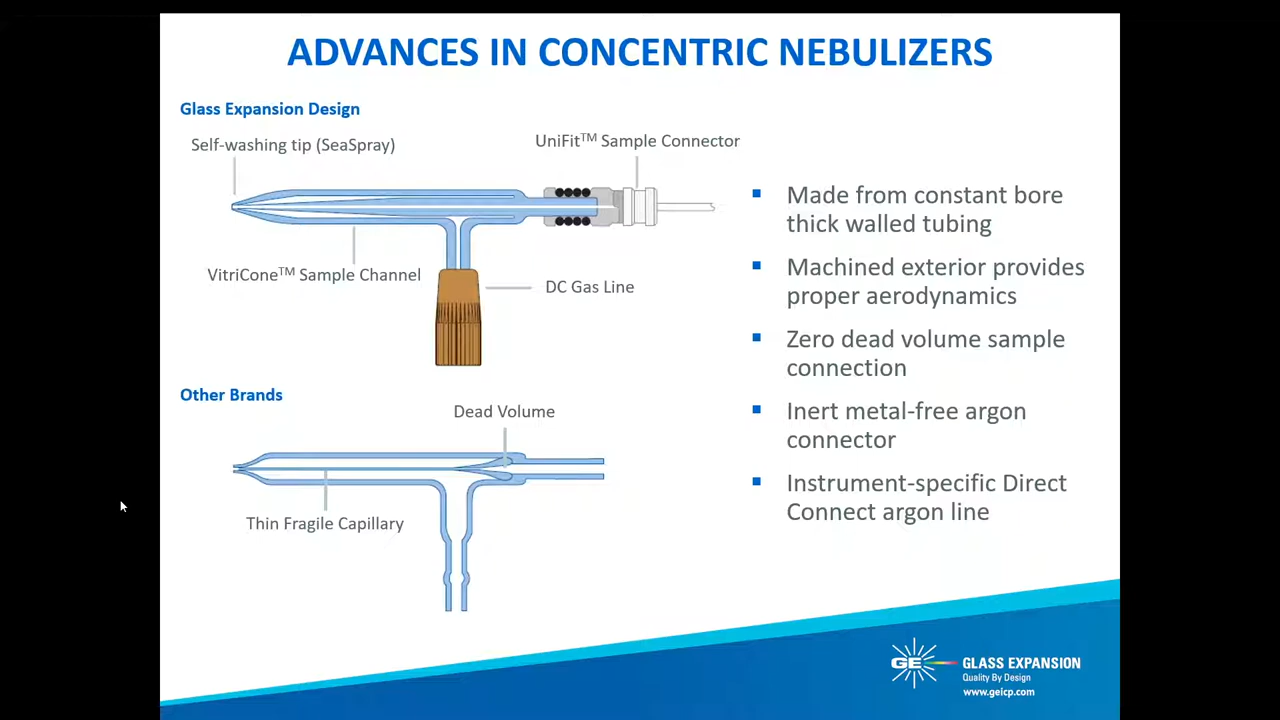 ADVANCES IN CONCENTRIC NEBULIZERS
Glass Expansion Design
Self-washing tip (SeaSpray)
UniFit™ Sample Connector
VitriCone™ Sample Channel
DC Gas Line
Other Brands
Dead Volume
Thin Fragile Capillary
▪ Made from constant bore
thick walled tubing
▪ Machined exterior provides
proper aerodynamics
▪ Zero dead volume sample
connection
▪ Inert metal-free argon
connector
▪ Instrument-specific Direct
Connect argon line
GE GLASS EXPANSION
Quality By Design
www.geicp.com